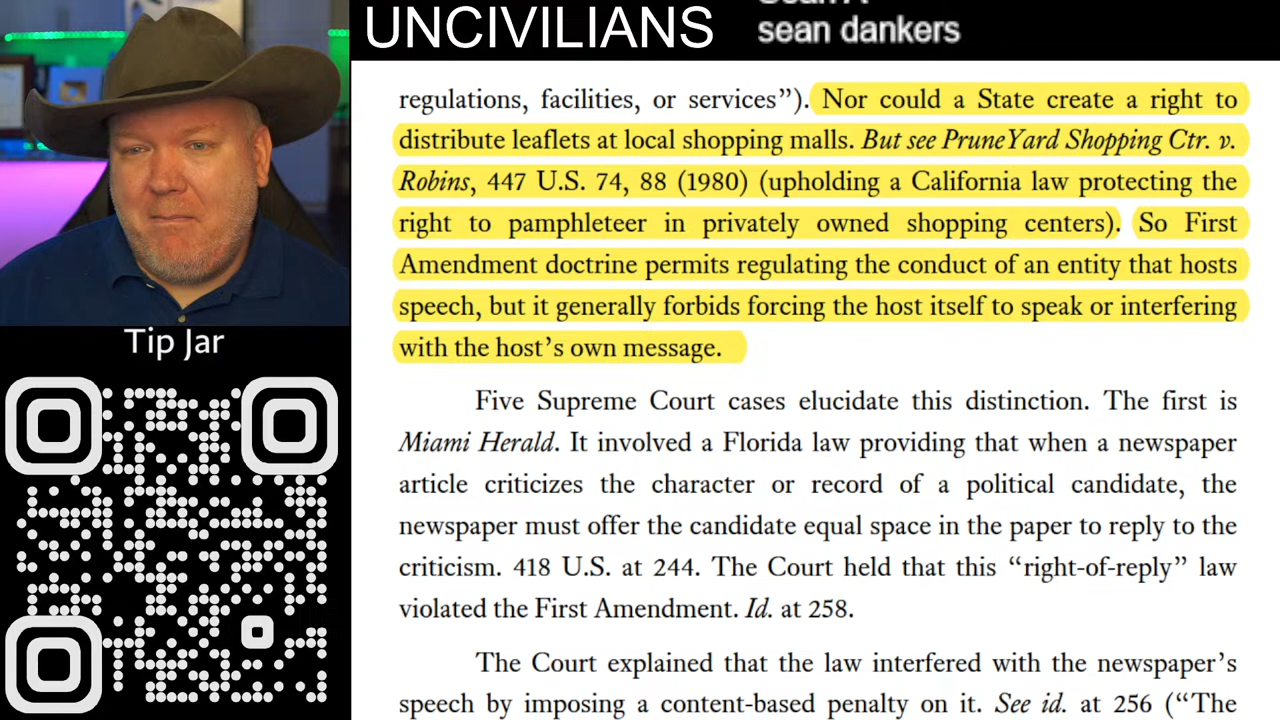 UNCIVILIANS
sean dankers
Tip Jar
regulations, facilities, or services”). Nor could a State create a right to
distribute leaflets at local shopping malls. But see PruneYard Shopping Ctr. v.
Robins, 447 U.S. 74, 88 (1980) (upholding a California law protecting the
right to pamphleteer in privately owned shopping centers). So First
Amendment doctrine permits regulating the conduct of an entity that hosts
speech, but it generally forbids forcing the host itself to speak or interfering
with the host’s own message.
Five Supreme Court cases elucidate this distinction. The first is
Miami Herald. It involved a Florida law providing that when a newspaper
article criticizes the character or record of a political candidate, the
newspaper must offer the candidate equal space in the paper to reply to the
criticism. 418 U.S. at 244. The Court held that this “right-of-reply” law
violated the First Amendment. Id. at 258.
The Court explained that the law interfered with the newspaper’s
speech by imposing a content-based penalty on it. See id. at 256 (“The